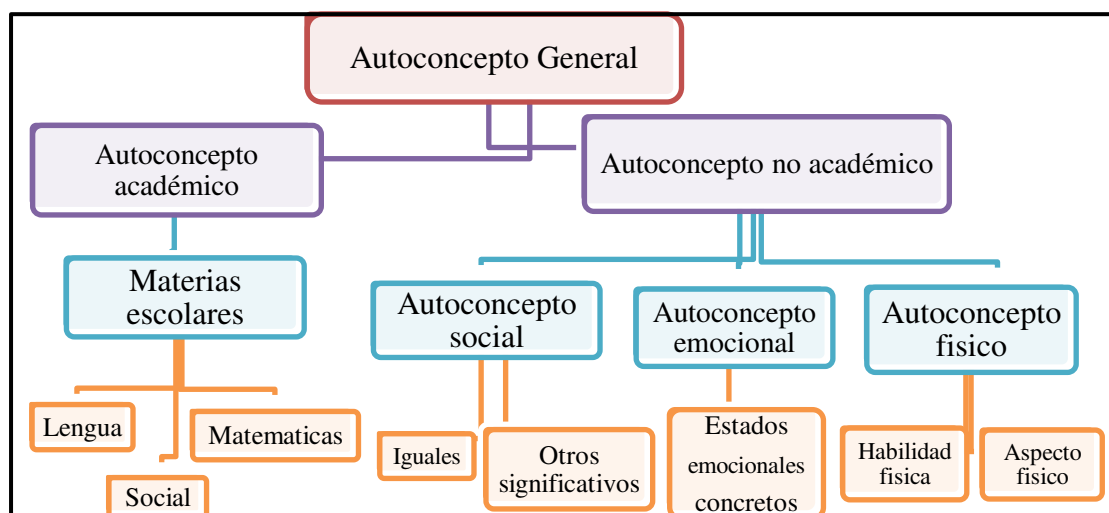 Autoconcepto General
Autoconcepto
académico
Autoconcepto no académico
Materias
escolares
Autoconcepto
social
Autoconcepto
emocional
Autoconcepto
fisico
Lengua
Matematicas
Social
Iguales
Otros
significativos
Estados
emocionales
concretos
Habilidad
fisica
Aspecto
fisico